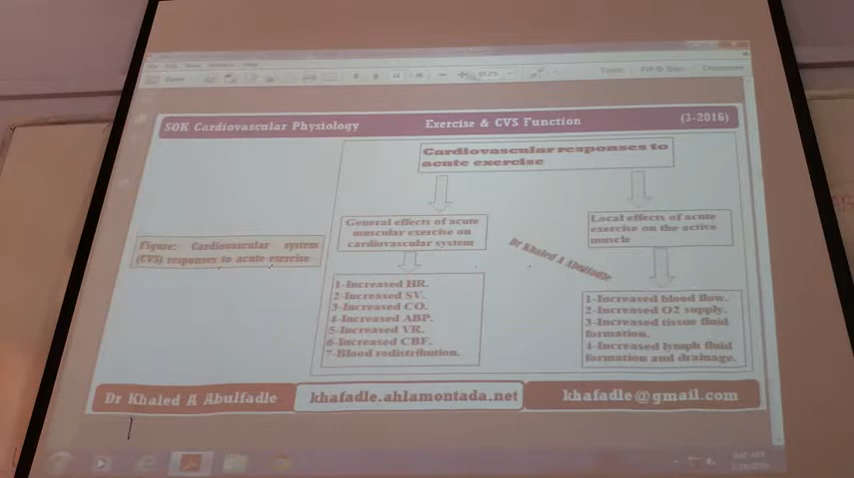 SOK Cardiovascular Physiology
Exercise & CVS Function
(3-2016)
Cardiovascular responses to
acute exercise
General effects of acute
muscular exercise on
cardiovascular system
Local effects of acute
exercise on the active
muscle
Figure: Cardiovascular system
(CVS) responses to acute exercise
Dr Khaled A Abulfadle
1-Increased HR.
2-Increased SV.
3-Increased CO.
4-Increased ABP.
5-Increased VR.
6-Increased CBF.
7-Blood redistribution.
1-Increased blood flow.
2-Increased O2 supply.
3-Increased tissue fluid
formation.
4-Increased lymph fluid
formation and drainage.
Dr Khaled A Abulfadle
khafadle.ahlamontada.net
khafadle@gmail.com